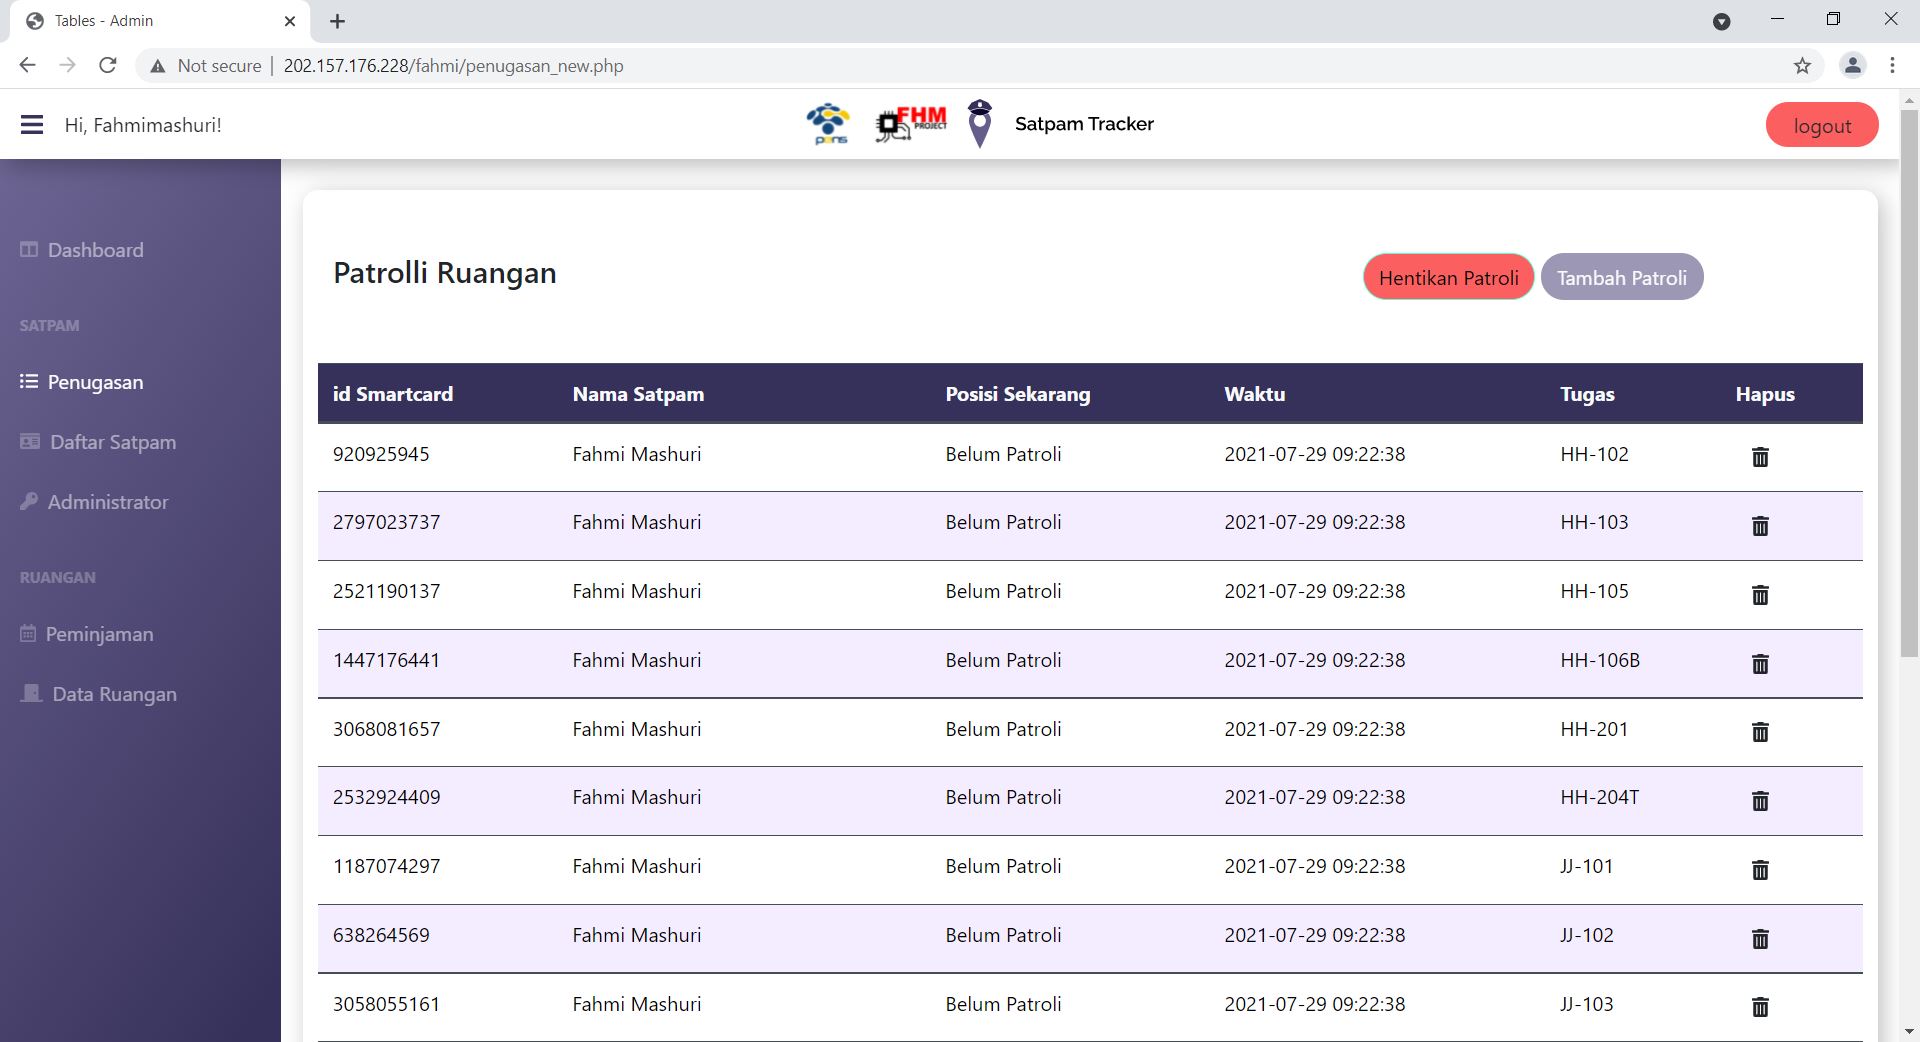 Tables - Admin
Not secure | 202.157.176.228/fahmi/penugasan_new.php
Hi, Fahmimashuri!
pens
FHM
PROJECT
Satpam Tracker
logout
Dashboard
SATPAM
Penugasan
Daftar Satpam
Administrator
RUANGAN
Peminjaman
Data Ruangan
Patrolli Ruangan
Hentikan Patroli
Tambah Patroli
id Smartcard Nama Satpam Posisi Sekarang Waktu Tugas Hapus
920925945 Fahmi Mashuri Belum Patroli 2021-07-29 09:22:38 HH-102
2797023737 Fahmi Mashuri Belum Patroli 2021-07-29 09:22:38 HH-103
2521190137 Fahmi Mashuri Belum Patroli 2021-07-29 09:22:38 HH-105
1447176441 Fahmi Mashuri Belum Patroli 2021-07-29 09:22:38 HH-106B
3068081657 Fahmi Mashuri Belum Patroli 2021-07-29 09:22:38 HH-201
2532924409 Fahmi Mashuri Belum Patroli 2021-07-29 09:22:38 HH-204T
1187074297 Fahmi Mashuri Belum Patroli 2021-07-29 09:22:38 JJ-101
638264569 Fahmi Mashuri Belum Patroli 2021-07-29 09:22:38 JJ-102
3058055161 Fahmi Mashuri Belum Patroli 2021-07-29 09:22:38 JJ-103